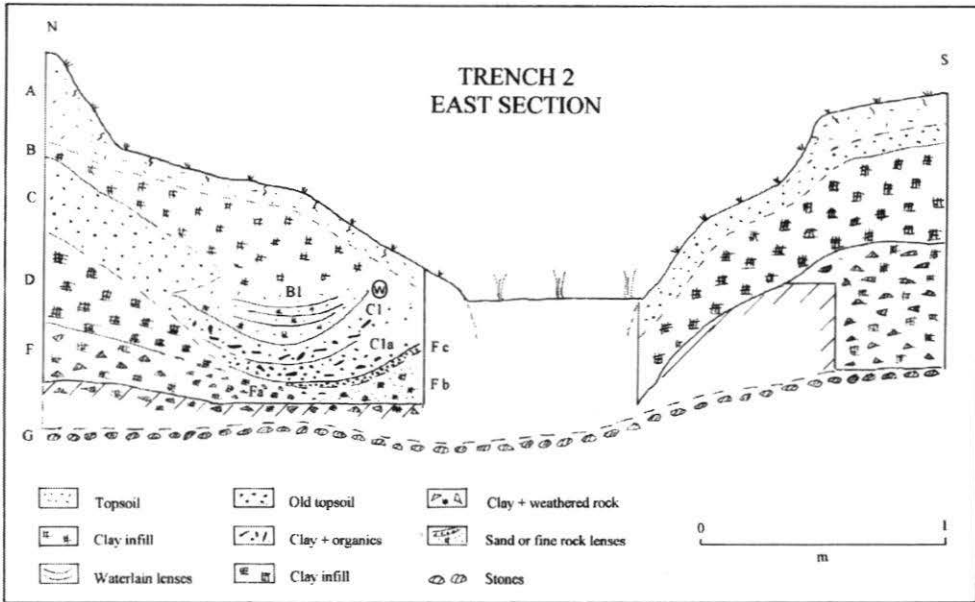 N
S
TRENCH 2
EAST SECTION
A
B
C
D
F
G
B1
W
C1
C1a
Fc
Fa
Fb
Topsoil
Old topsoil
Clay + weathered rock
Clay infill
Clay + organics
Sand or fine rock lenses
Waterlain lenses
Clay infill
Stones
0
1
m